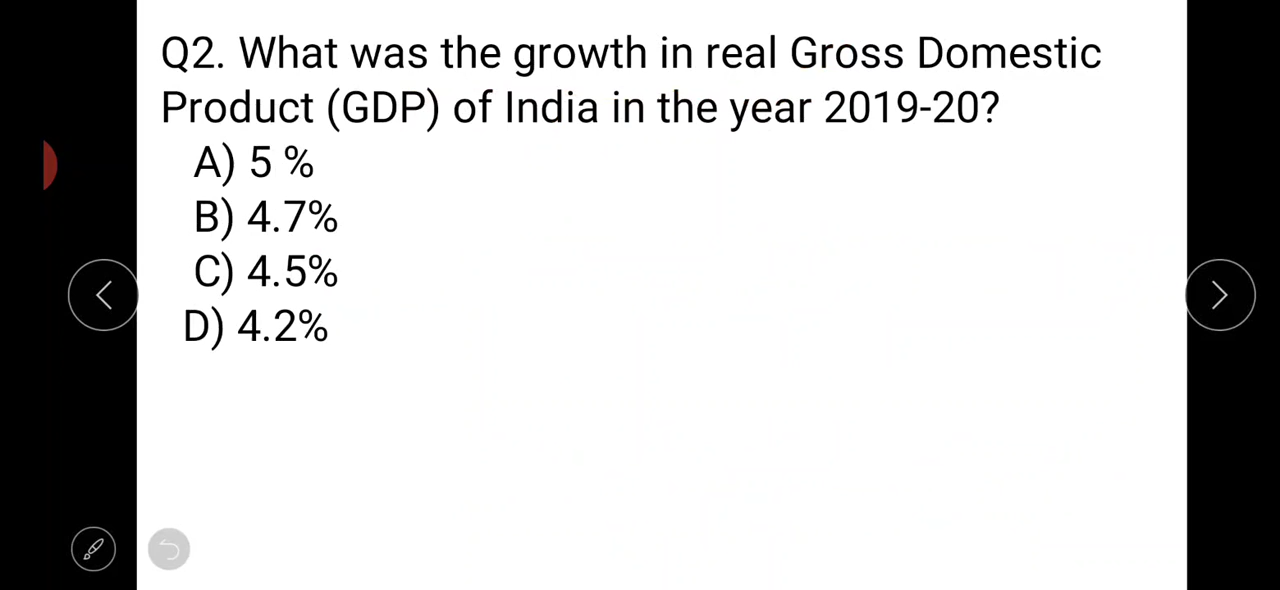 Q2. What was the growth in real Gross Domestic
Product (GDP) of India in the year 2019-20?
A) 5 %
B) 4.7%
C) 4.5%
D) 4.2%